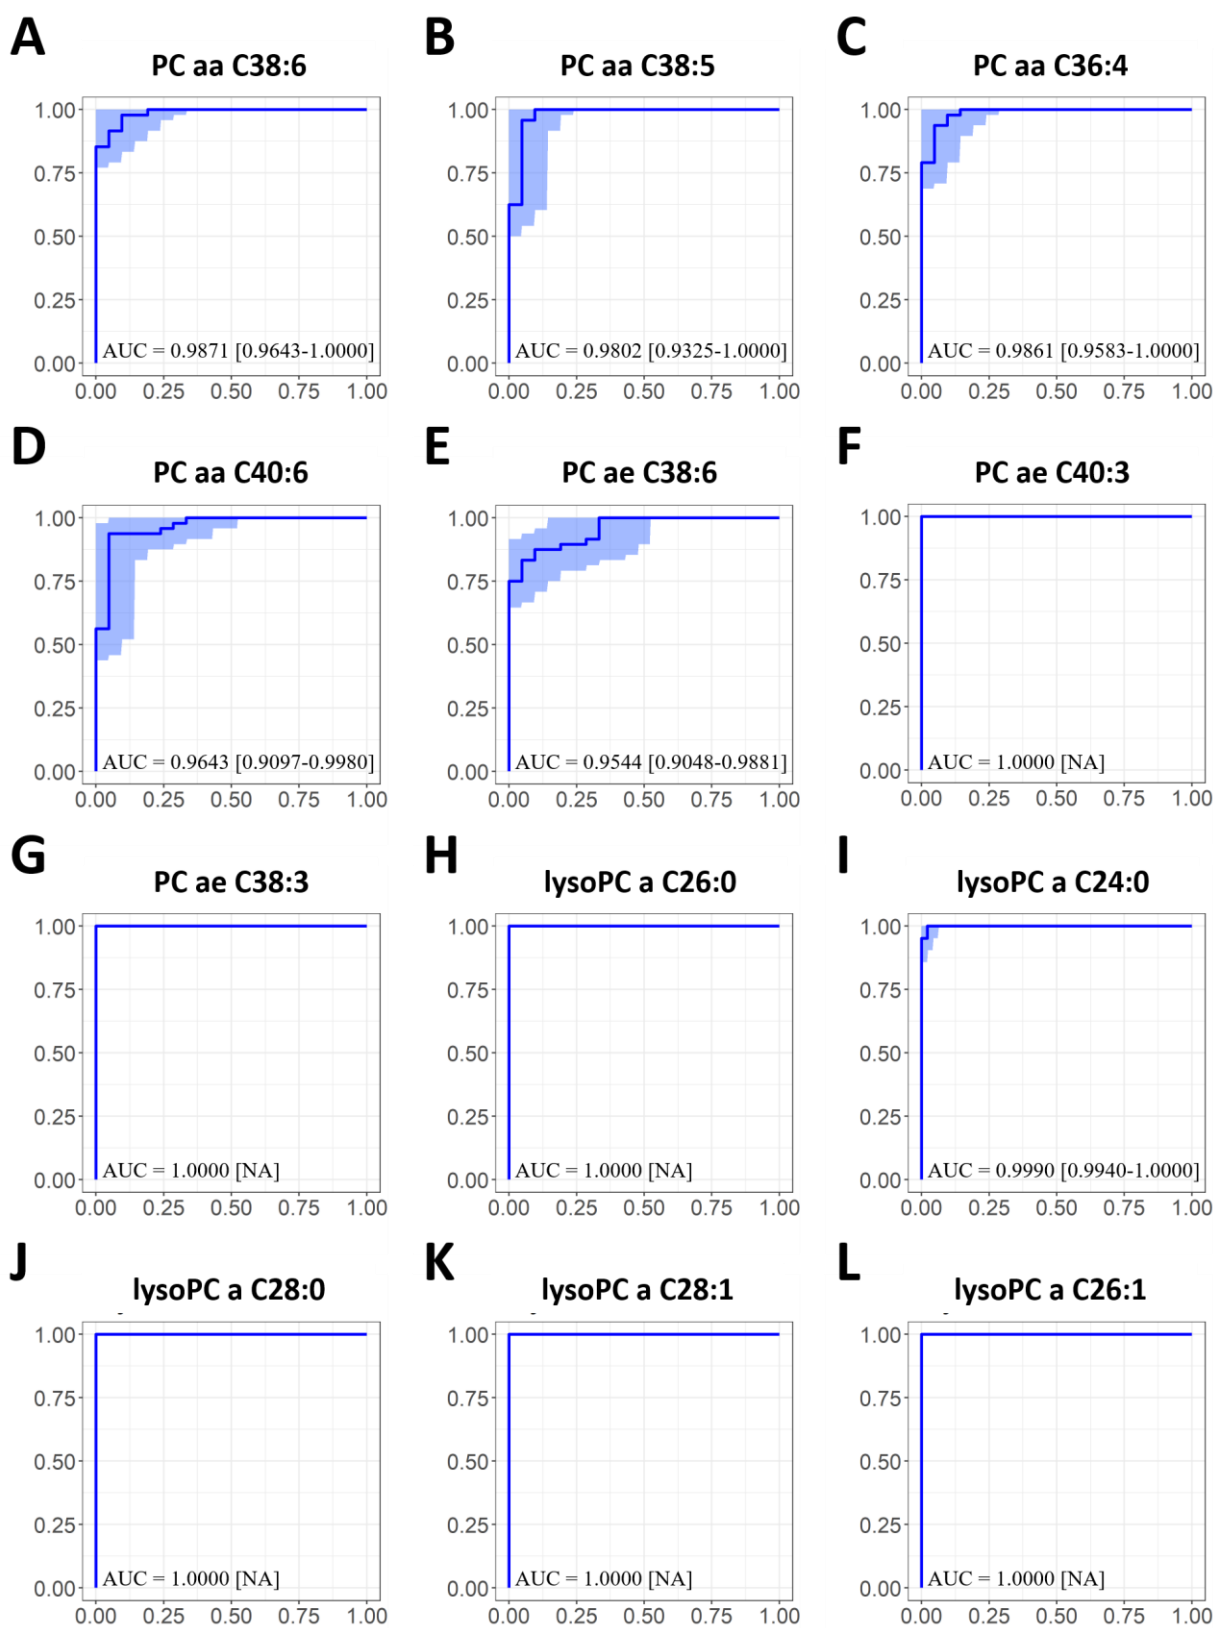 A
B
C
PC aa C38:6
PC aa C38:5
PC aa C36:4
1.00
0.75
0.50
0.25
0.00
AUC = 0.9871 [0.9643-1.0000]
0.00 0.25 0.50 0.75 1.00
1.00
0.75
0.50
0.25
0.00
AUC = 0.9802 [0.9325-1.0000]
0.00 0.25 0.50 0.75 1.00
1.00
0.75
0.50
0.25
0.00
AUC = 0.9861 [0.9583-1.0000]
0.00 0.25 0.50 0.75 1.00
D
E
F
PC aa C40:6
PC ae C38:6
PC ae C40:3
1.00
0.75
0.50
0.25
0.00
AUC = 0.9643 [0.9097-0.9980]
0.00 0.25 0.50 0.75 1.00
1.00
0.75
0.50
0.25
0.00
AUC = 0.9544 [0.9048-0.9881]
0.00 0.25 0.50 0.75 1.00
1.00
0.75
0.50
0.25
0.00
AUC = 1.0000 [NA]
0.00 0.25 0.50 0.75 1.00
G
H
I
PC ae C38:3
lysoPC a C26:0
lysoPC a C24:0
1.00
0.75
0.50
0.25
0.00
AUC = 1.0000 [NA]
0.00 0.25 0.50 0.75 1.00
1.00
0.75
0.50
0.25
0.00
AUC = 1.0000 [NA]
0.00 0.25 0.50 0.75 1.00
1.00
0.75
0.50
0.25
0.00
AUC = 0.9990 [0.9940-1.0000]
0.00 0.25 0.50 0.75 1.00
J
K
L
lysoPC a C28:0
lysoPC a C28:1
lysoPC a C26:1
1.00
0.75
0.50
0.25
0.00
AUC = 1.0000 [NA]
0.00 0.25 0.50 0.75 1.00
1.00
0.75
0.50
0.25
0.00
AUC = 1.0000 [NA]
0.00 0.25 0.50 0.75 1.00
1.00
0.75
0.50
0.25
0.00
AUC = 1.0000 [NA]
0.00 0.25 0.50 0.75 1.00